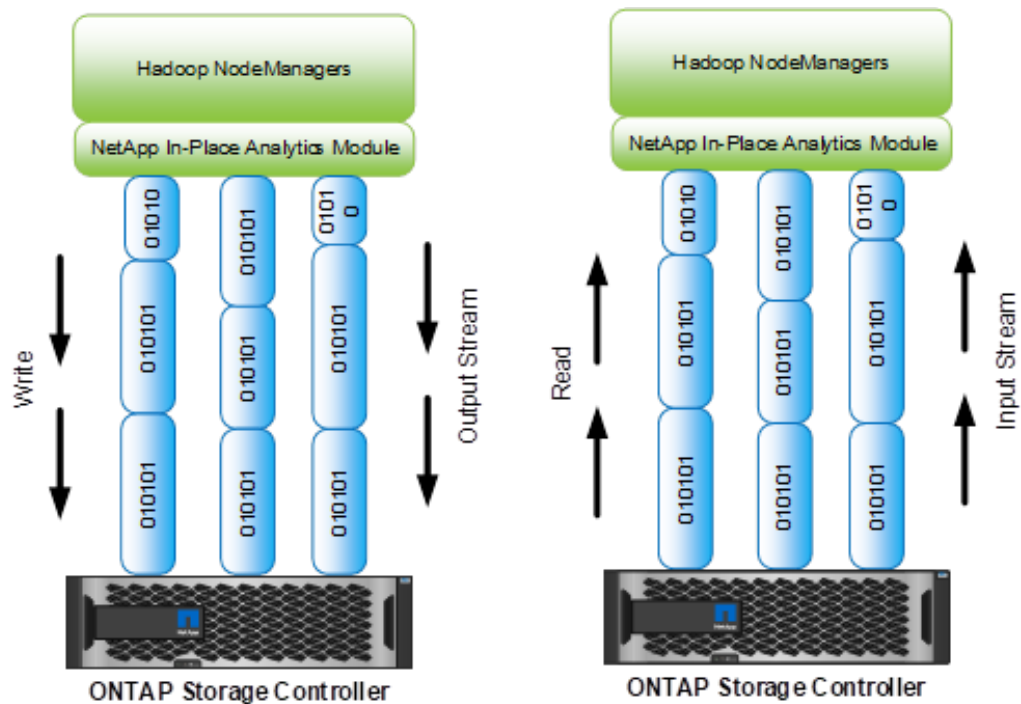 Hadoop NodeManagers
NetApp In-Place Analytics Module
01010
010101
0101
0
010101
010101
010101
010101
010101
010101
Write
Output Stream
NetApp
ONTAP Storage Controller
Hadoop NodeManagers
NetApp In-Place Analytics Module
01010
010101
0101
0
010101
010101
010101
010101
010101
010101
Read
Input Stream
NetApp
ONTAP Storage Controller